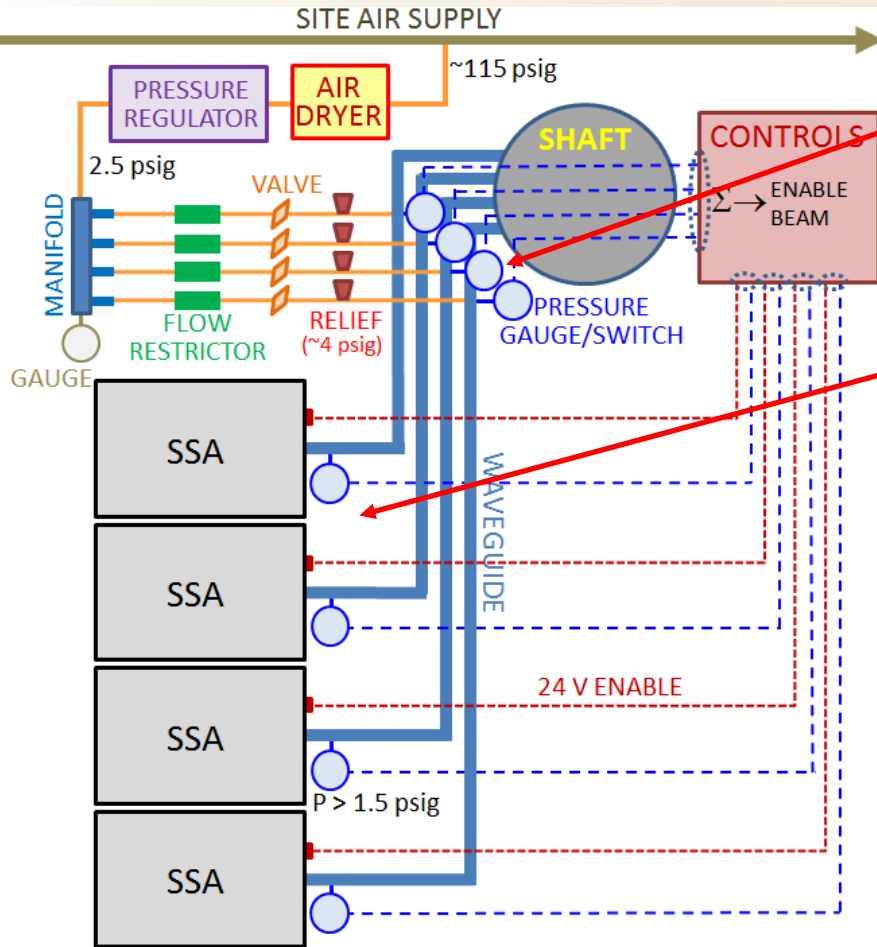 SITE AIR SUPPLY
~115 psig
PRESSURE
REGULATOR
AIR
DRYER
SHAFT
CONTROLS
2.5 psig
VALVE
Σ→ ENABLE
BEAM
MANIFOLD
FLOW
RESTRICTOR
RELIEF
(~4 psig)
PRESSURE
GAUGE/SWITCH
GAUGE
SSA
WAVEGUIDE
SSA
24 V ENABLE
SSA
P > 1.5 psig
SSA